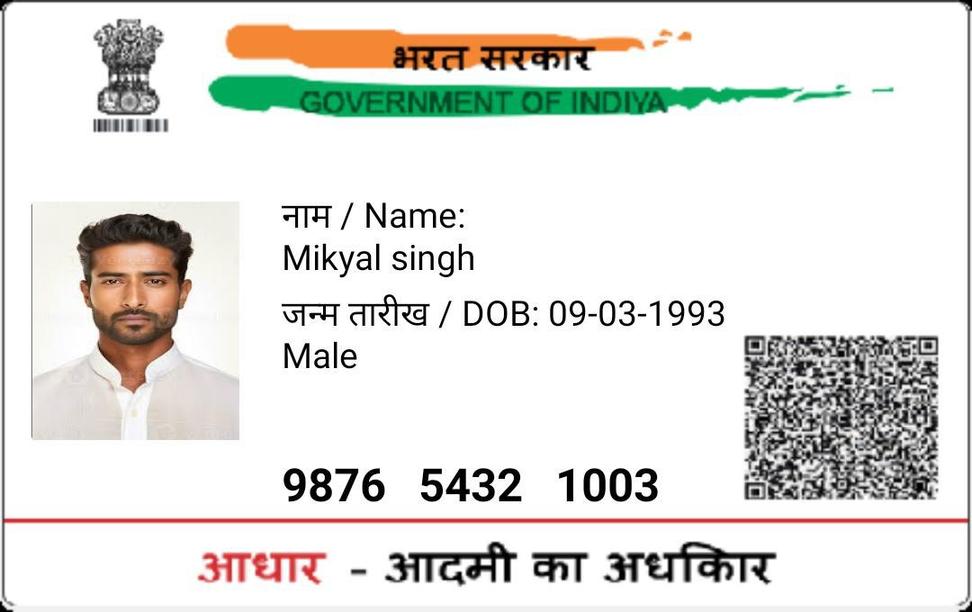 भरत सरकार
GOVERNMENT OF INDIYA
नाम / Name:
Mikyal singh
जन्म तारीख / DOB: 09-03-1993
Male
9876 5432 1003
आधार - आदमी का अधकिार